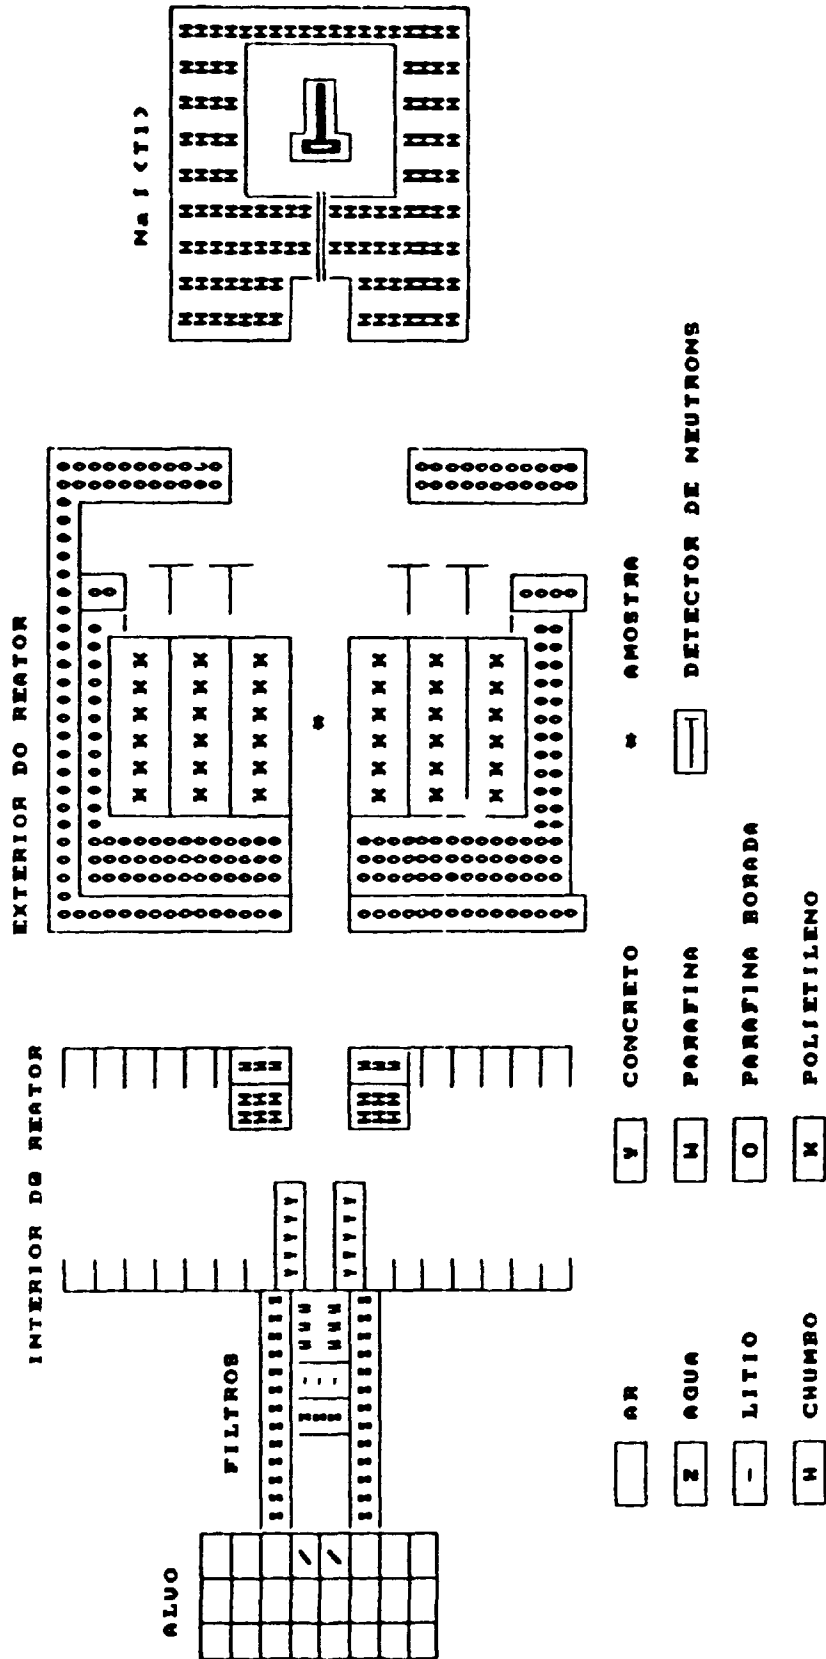 Na I (Tl)
EXTERIOR DO REATOR
INTERIOR DO REATOR
FILTROS
ALVO
AR
Z AGUA
- LITIO
H CHUMBO
Y CONCRETO
W PARAFINA
O PARAFINA BORADA
X POLIETILENO
* AMOSTRA
DETECTOR DE NEUTRONS